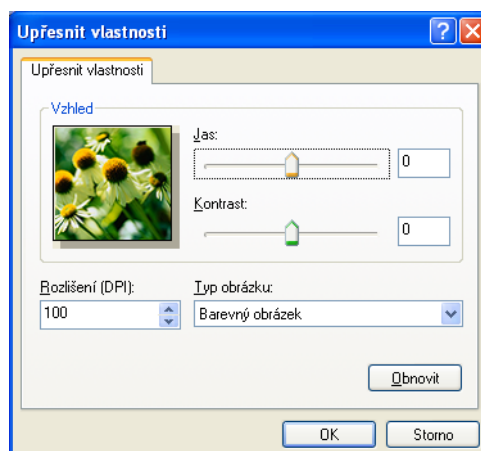 Upřesnit vlastnosti
Upřesnit vlastnosti
Vzhled
Jas:
0
Kontrast:
0
Rozlišení (DPI):
Typ obrázku:
100
Barevný obrázek
Obnovit
OK
Storno